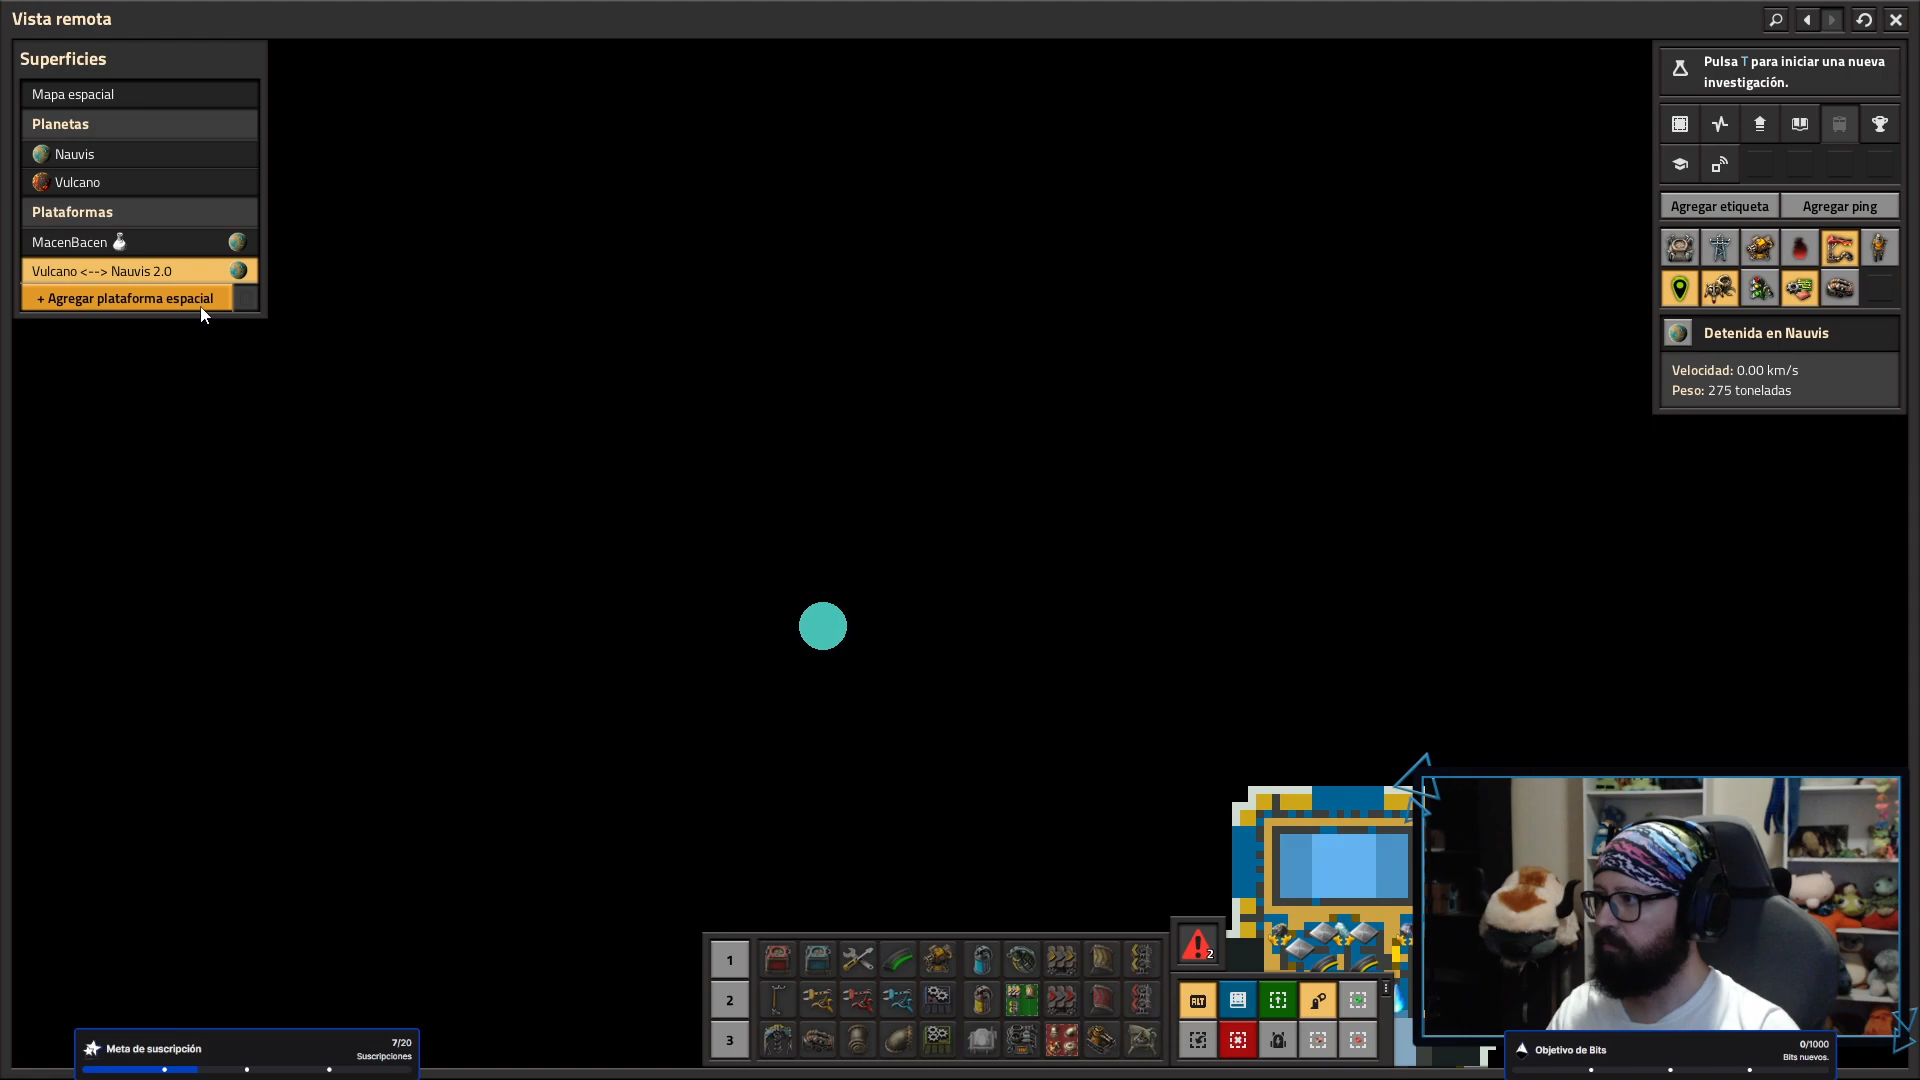 Vista remota
Superficies
Mapa espacial
Planetas
Nauvis
Vulcano
Plataformas
MacenBacen
Vulcano <--> Nauvis 2.0
+ Agregar plataforma espacial
Pulsa T para iniciar una nueva
investigación.
Agregar etiqueta
Agregar ping
Detenida en Nauvis
Velocidad: 0.00 km/s
Peso: 275 toneladas
1
2
3
2
ALT
Meta de suscripción
7/20
Suscripciones
Objetivo de Bits
0/1000
Bits nuevos.